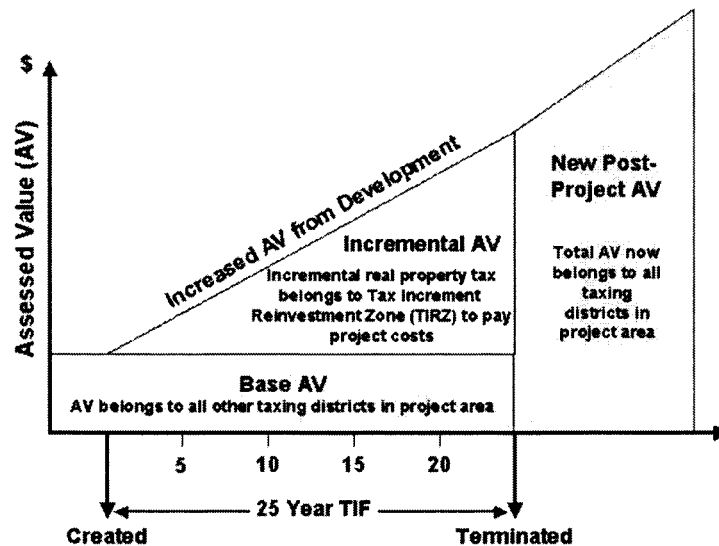 $
Assessed Value (AV)
Increased AV from Development
Incremental AV
Incremental real property tax
belongs to Tax Increment
Reinvestment Zone (TIRZ) to pay
project costs
New Post-
Project AV
Total AV now
belongs to all
taxing
districts in
project area
Base AV
AV belongs to all other taxing districts in project area
5 10 15 20
25 Year TIF
Created Terminated